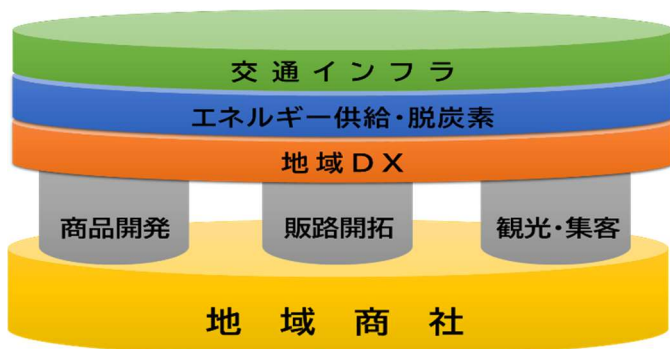 交通インフラ
エネルギー供給・脱炭素
地域DX
商品開発
販路開拓
観光・集客
地域商社